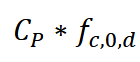 C_P * f_{c,0,d}